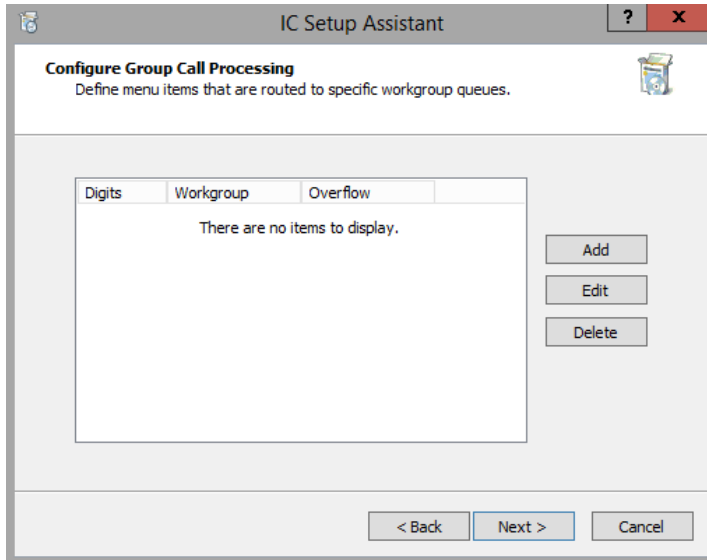 IC Setup Assistant
? x
Configure Group Call Processing
Define menu items that are routed to specific workgroup queues.
Digits Workgroup Overflow
There are no items to display.
Add
Edit
Delete
< Back Next > Cancel